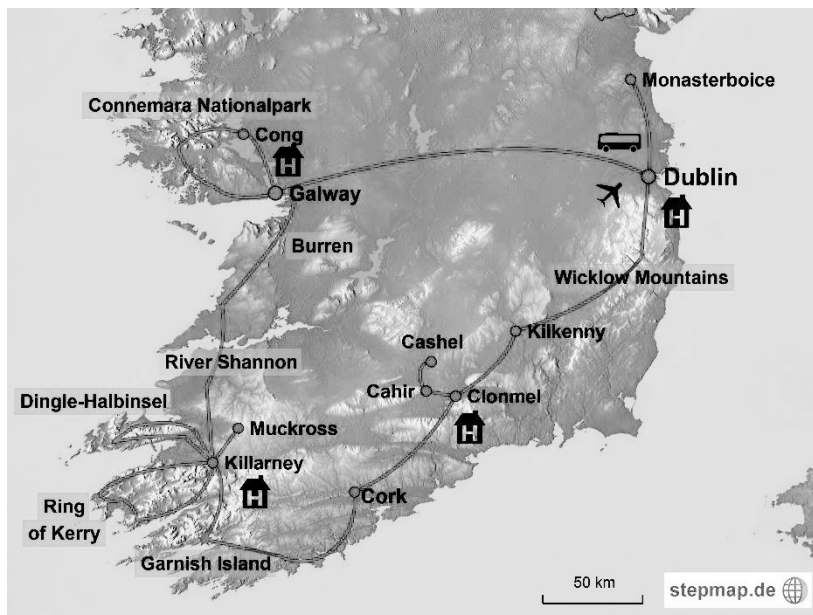 Monasterboice
Connemara Nationalpark
Cong
H
Dublin
Galway
H
Burren
Wicklow Mountains
Kilkenny
Cashel
River Shannon
Cahir
Clonmel
Dingle-Halbinsel
Muckross
H
Killarney
H
Cork
Ring
of Kerry
Garnish Island
50 km
stepmap.de